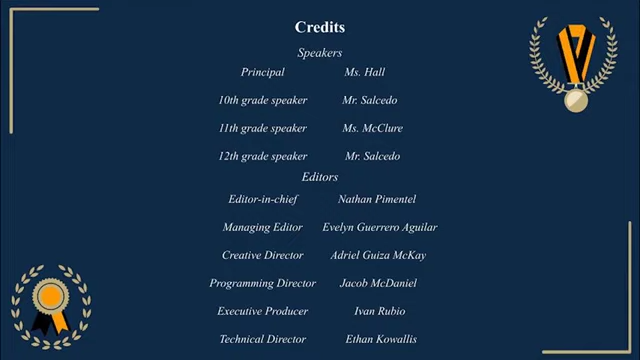 Credits
Speakers
Principal Ms. Hall
10th grade speaker Mr. Salcedo
11th grade speaker Ms. McClure
12th grade speaker Mr. Salcedo
Editors
Editor-in-chief Nathan Pimentel
Managing Editor Evelyn Guerrero Aguilar
Creative Director Adriel Guiza McKay
Programming Director Jacob McDaniel
Executive Producer Ivan Rubio
Technical Director Ethan Kowallis